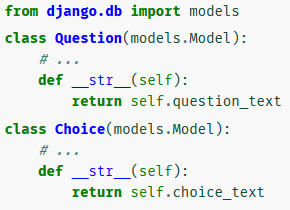 from django.db import models
class Question(models.Model):
    # ...
    def __str__(self):
        return self.question_text
class Choice(models.Model):
    # ...
    def __str__(self):
        return self.choice_text